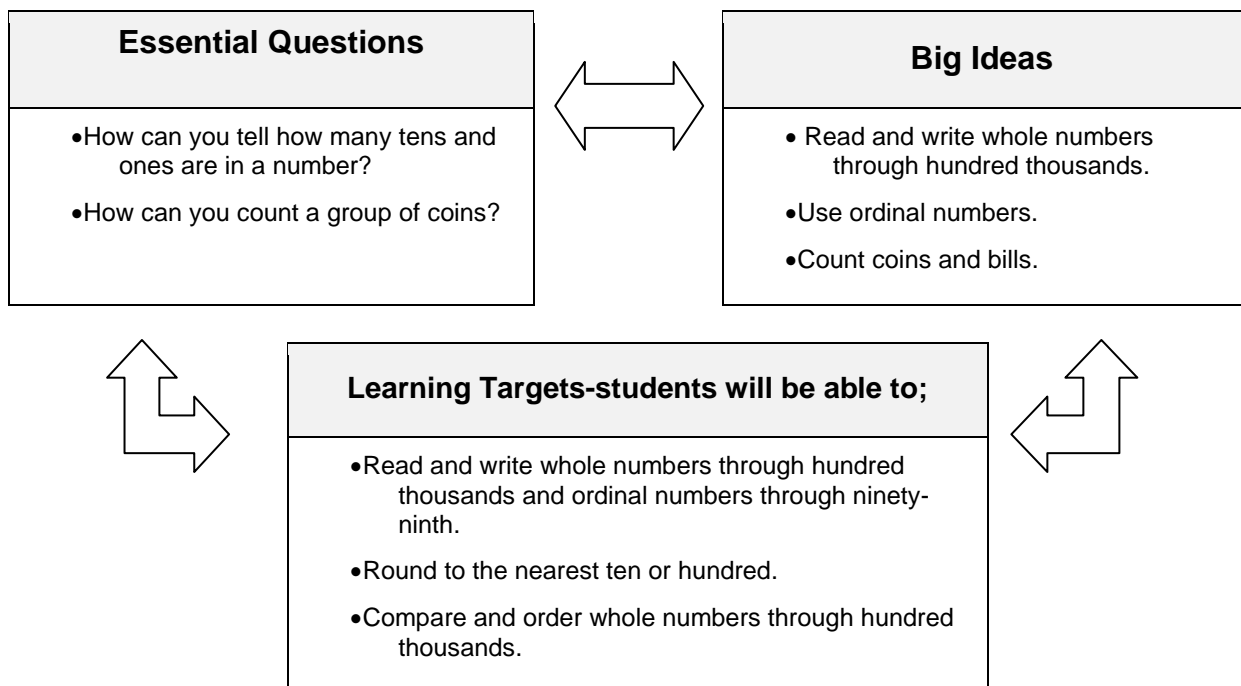 Essential Questions
•How can you tell how many tens and
ones are in a number?
•How can you count a group of coins?
Big Ideas
• Read and write whole numbers
through hundred thousands.
•Use ordinal numbers.
•Count coins and bills.
Learning Targets-students will be able to;
•Read and write whole numbers through hundred
thousands and ordinal numbers through ninety-
ninth.
•Round to the nearest ten or hundred.
•Compare and order whole numbers through hundred
thousands.